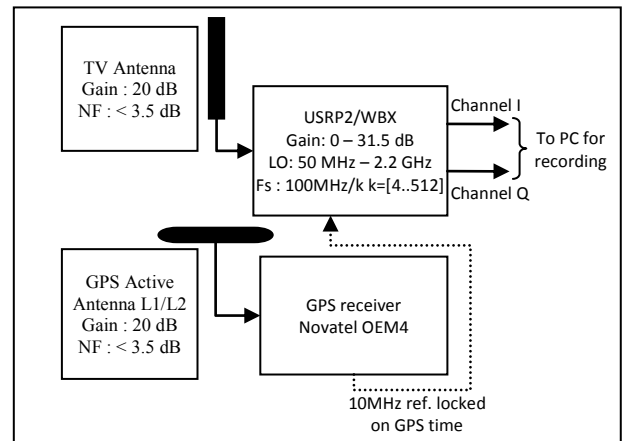 TV Antenna
Gain : 20 dB
NF : < 3.5 dB
USRP2/WBX
Gain: 0 – 31.5 dB
LO: 50 MHz – 2.2 GHz
Fs : 100MHz/k k=[4..512]
Channel I
Channel Q
To PC for
recording
GPS Active
Antenna L1/L2
Gain : 20 dB
NF : < 3.5 dB
GPS receiver
Novatel OEM4
10MHz ref. locked
on GPS time